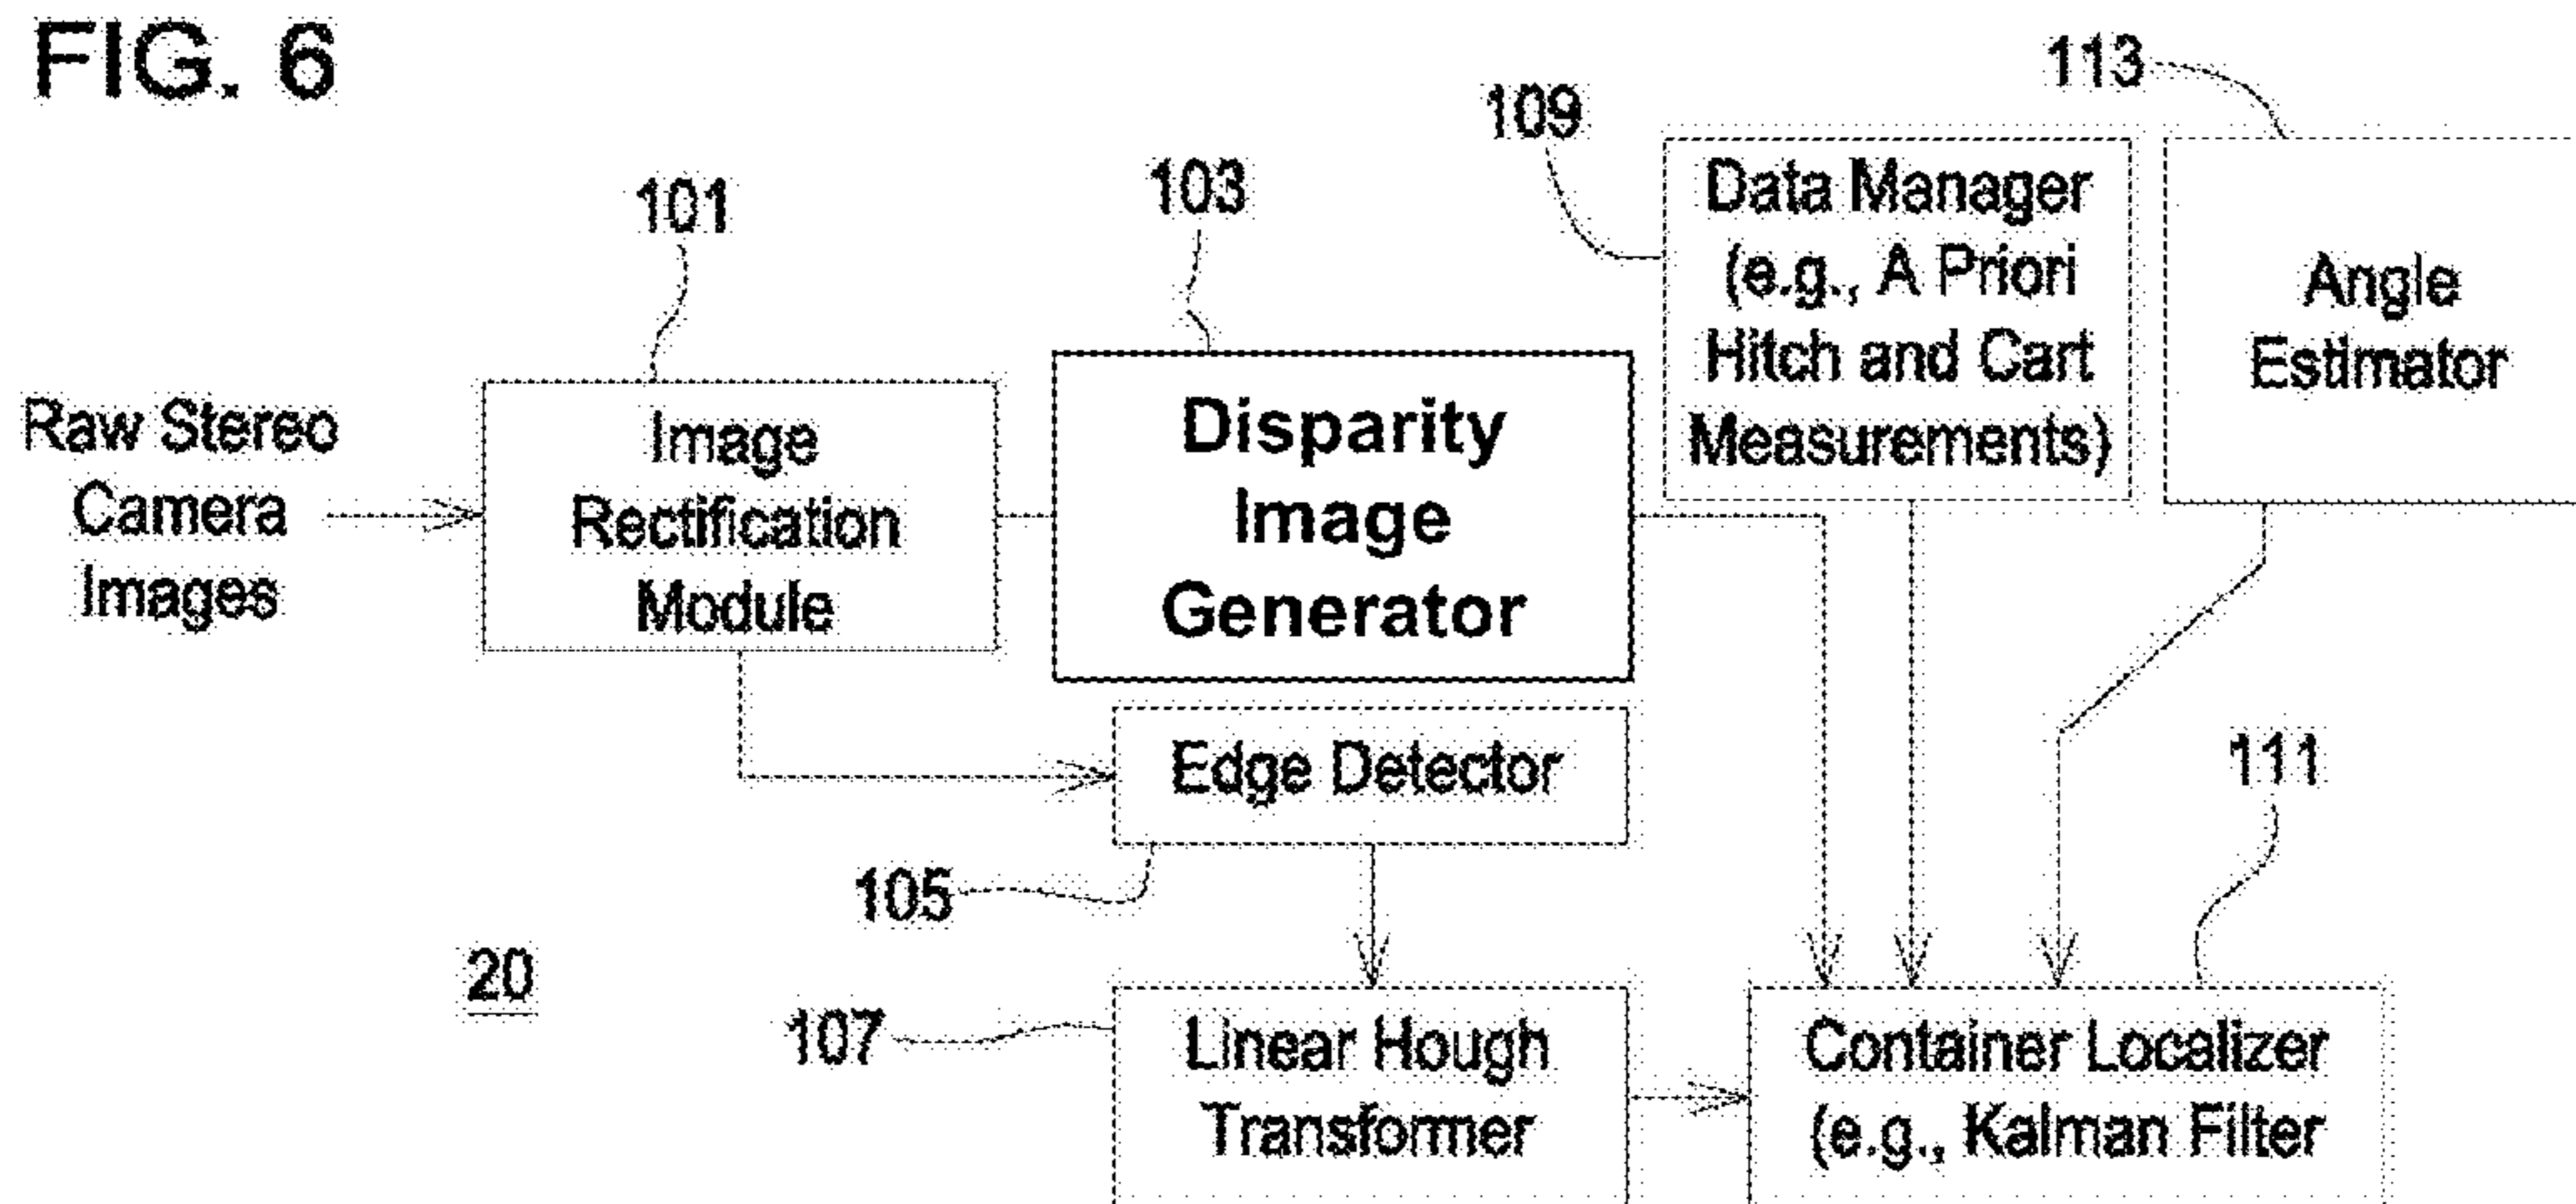 FIG. 6
113
109
103
101
Data Manager
(e.g., A Priori
Hitch and Cart
Measurements)
Angle
Estimator
Raw Stereo
Camera
Images
Image
Rectification
Module
Disparity
Image
Generator
Edge Detector
111
105
20
107
Linear Hough
Transformer
Container Localizer
(e.g., Kalman Filter